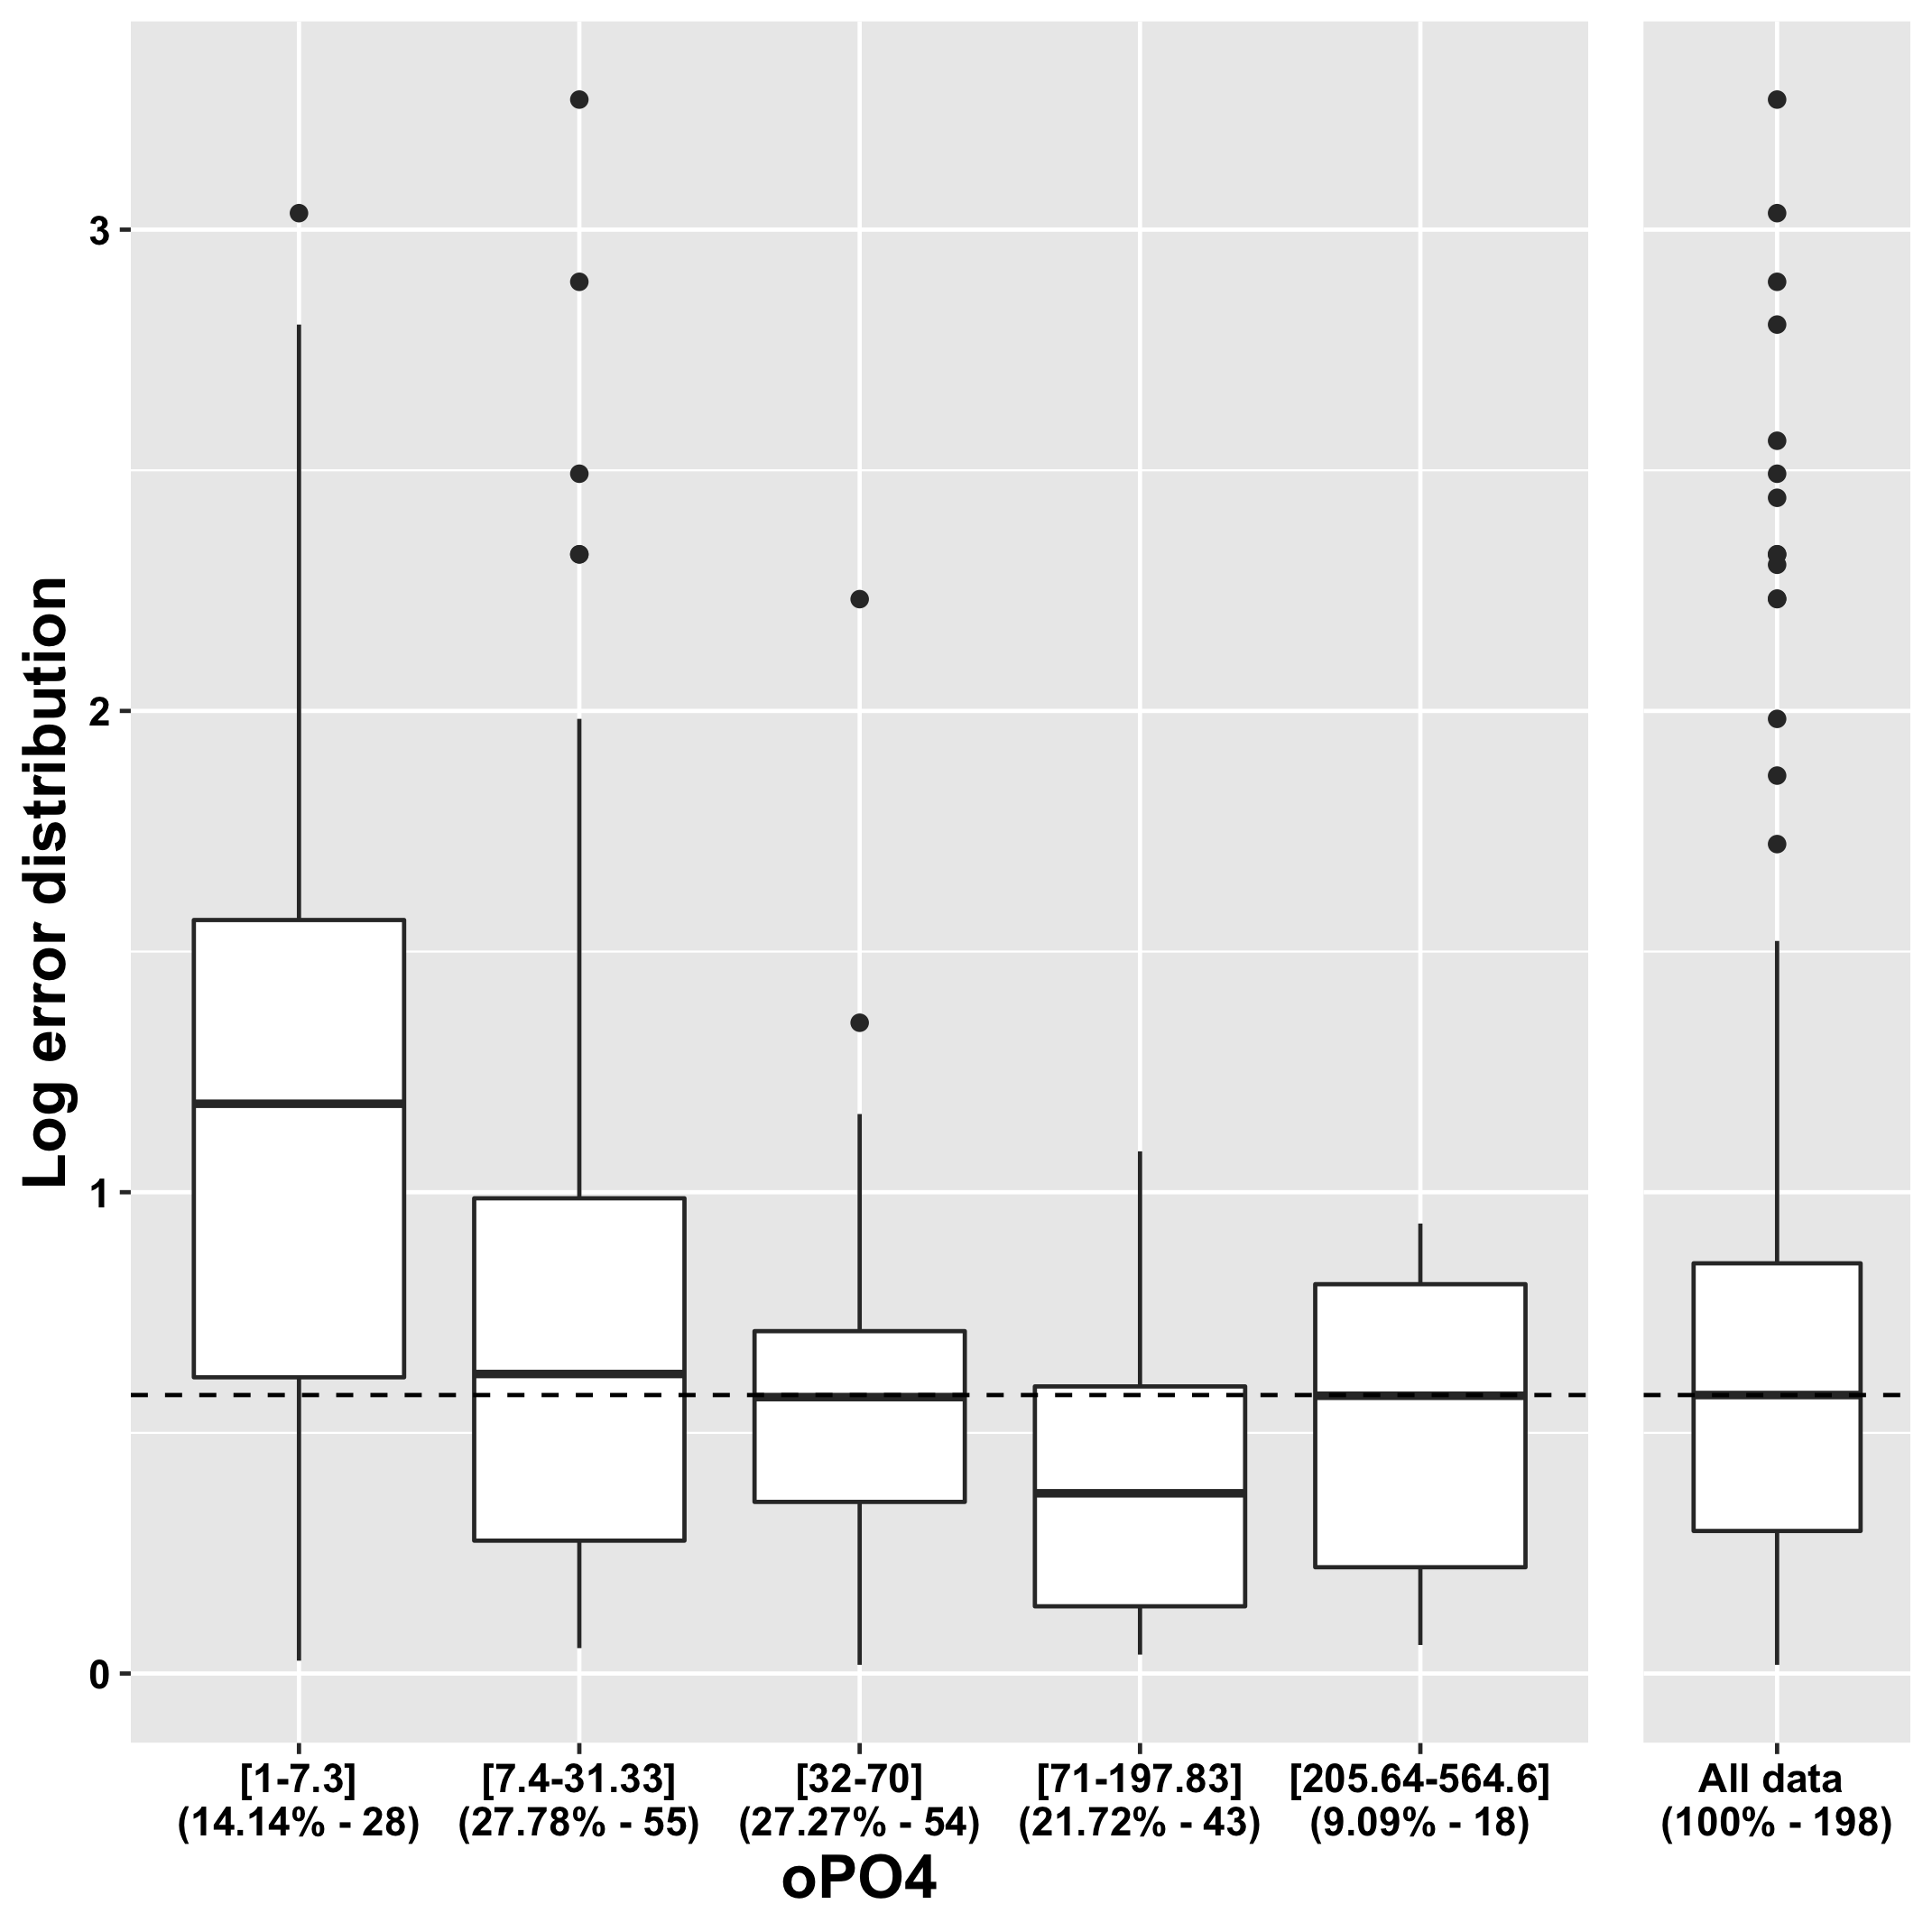 Log error distribution
3
2
1
0
[1-7.3]
(14.14% - 28)
[7.4-31.33]
(27.78% - 55)
[32-70]
(27.27% - 54)
[71-197.83]
(21.72% - 43)
[205.64-564.6]
(9.09% - 18)
All data
(100% - 198)
oPO4